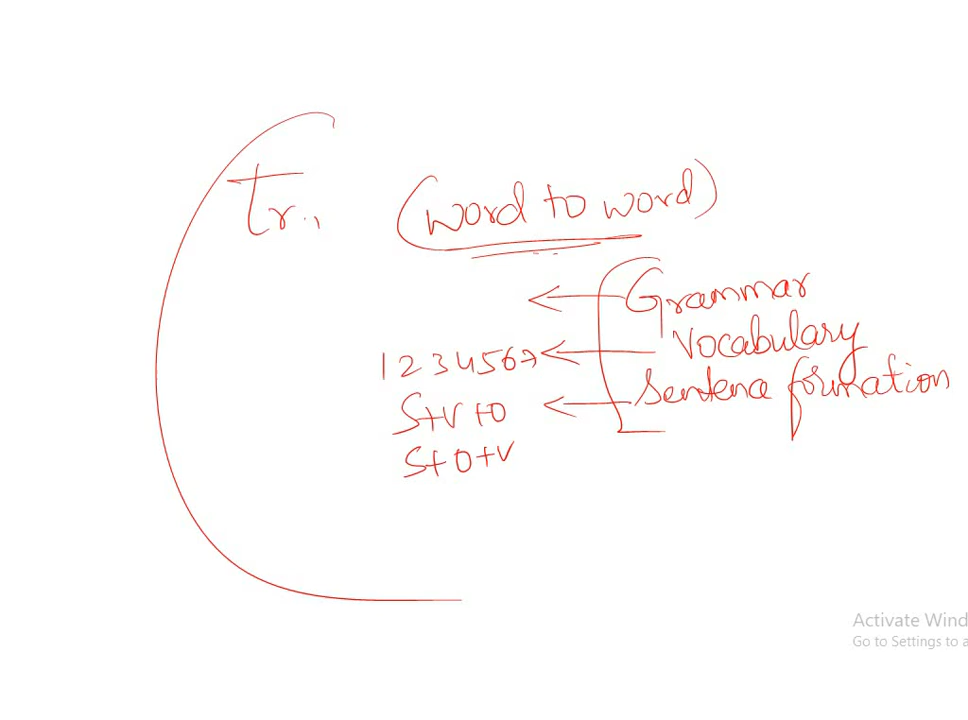 tr.. (word to word)
← Grammar
1234567 ← Vocabulary
S+V+O ← Sentence formation
S+O+V
Activate Wind
Go to Settings to a